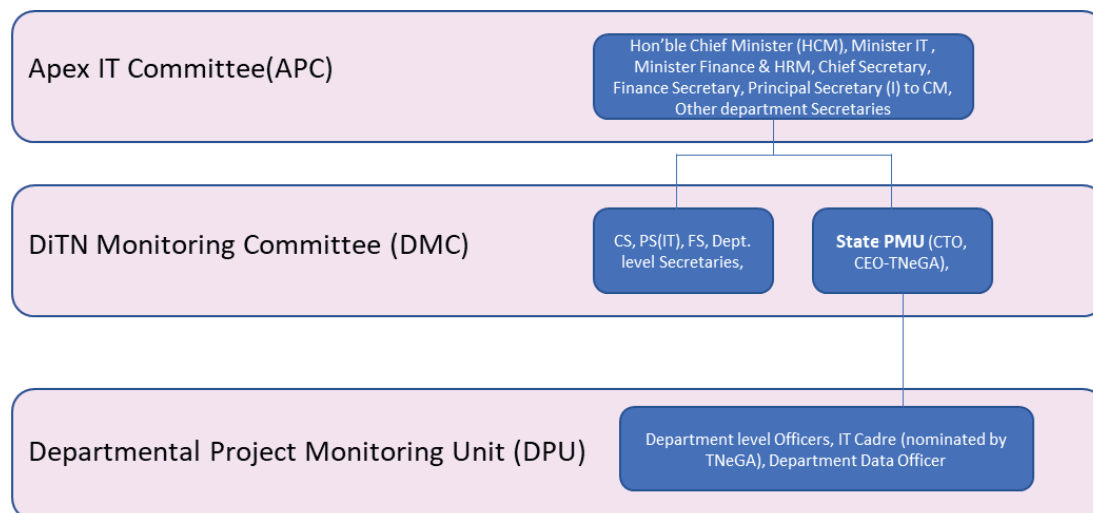 Apex IT Committee(APC)
Hon’ble Chief Minister (HCM), Minister IT ,
Minister Finance & HRM, Chief Secretary,
Finance Secretary, Principal Secretary (I) to CM,
Other department Secretaries
DiTN Monitoring Committee (DMC)
CS, PS(IT), FS, Dept.
level Secretaries,
State PMU (CTO,
CEO-TNeGA),
Departmental Project Monitoring Unit (DPU)
Department level Officers, IT Cadre (nominated by
TNeGA), Department Data Officer